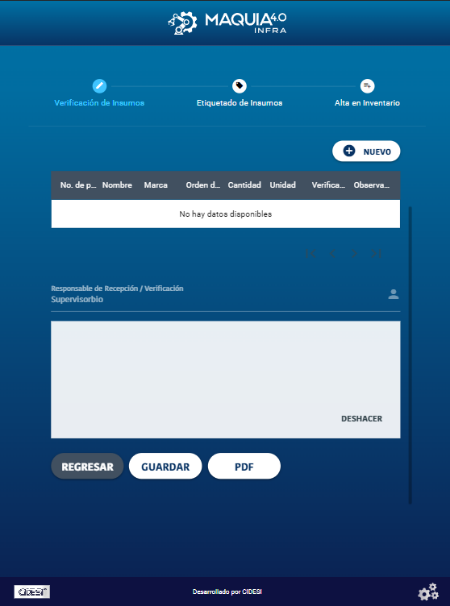 MAQUIA4.0
INFRA
Verificación de Insumos
Etiquetado de Insumos
Alta en Inventario
NUEVO
No. de p... Nombre Marca Orden d... Cantidad Unidad Verifica... Observa...
No hay datos disponibles
Responsable de Recepción / Verificación
Supervisorbio
DESHACER
REGRESAR GUARDAR PDF
CIDESI
Desarrollado por CIDESI